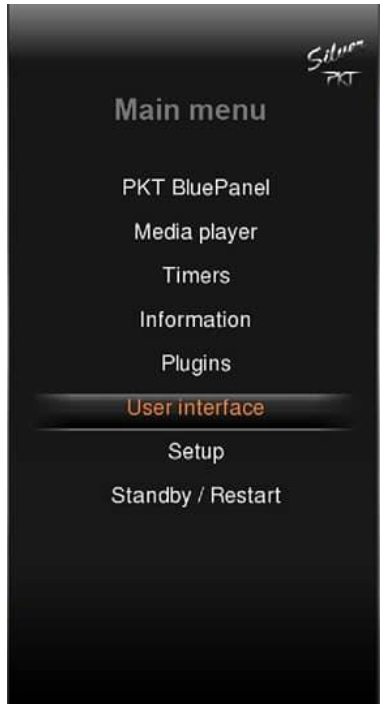 Silver
PKT
Main menu
PKT BluePanel
Media player
Timers
Information
Plugins
User interface
Setup
Standby / Restart